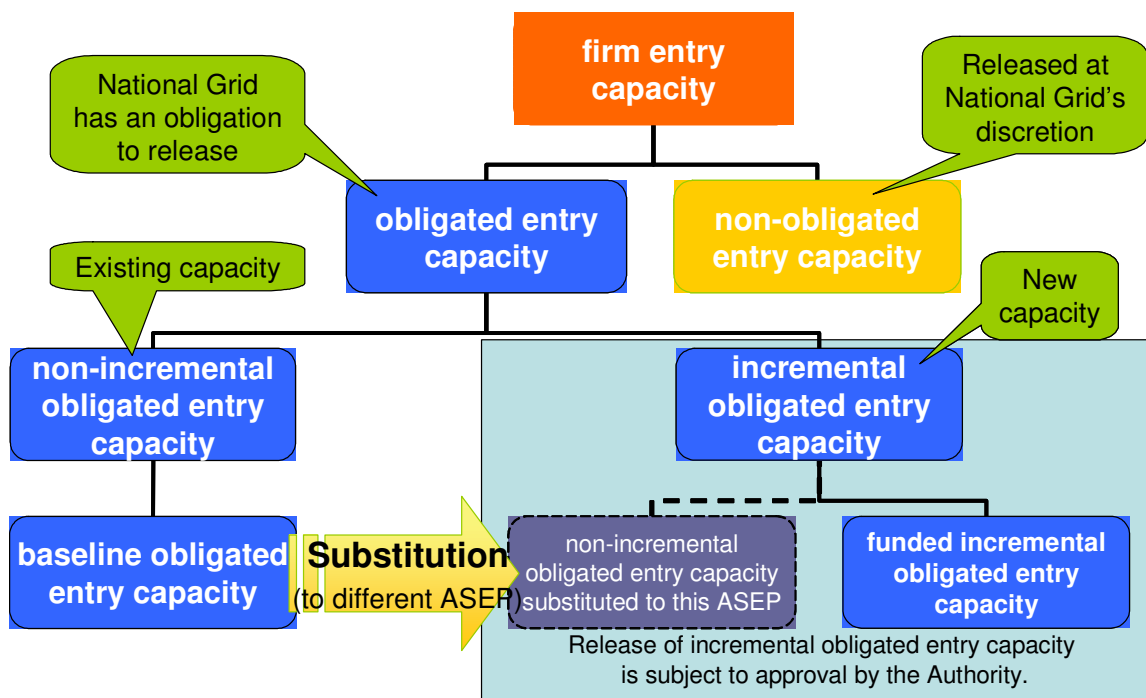 firm entry
capacity
National Grid
has an obligation
to release
Released at
National Grid's
discretion
obligated entry
capacity
non-obligated
entry capacity
Existing capacity
New
capacity
non-incremental
obligated entry
capacity
incremental
obligated entry
capacity
baseline obligated
entry capacity
Substitution
(to different ASEP)
non-incremental
obligated entry capacity
substituted to this ASEP
funded incremental
obligated entry
capacity
Release of incremental obligated entry capacity
is subject to approval by the Authority.